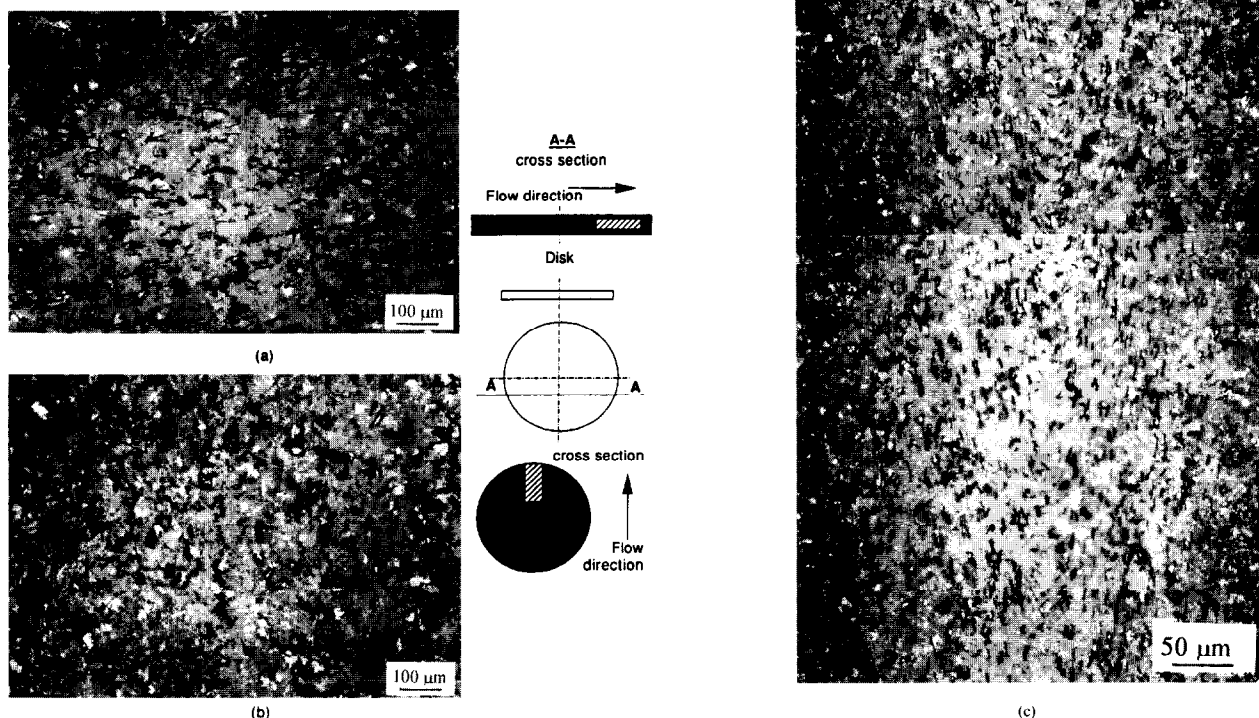 100 µm
(a)
100 µm
(b)
A-A
cross section
Flow direction
Disk
A
A
cross section
Flow
direction
50 µm
(c)